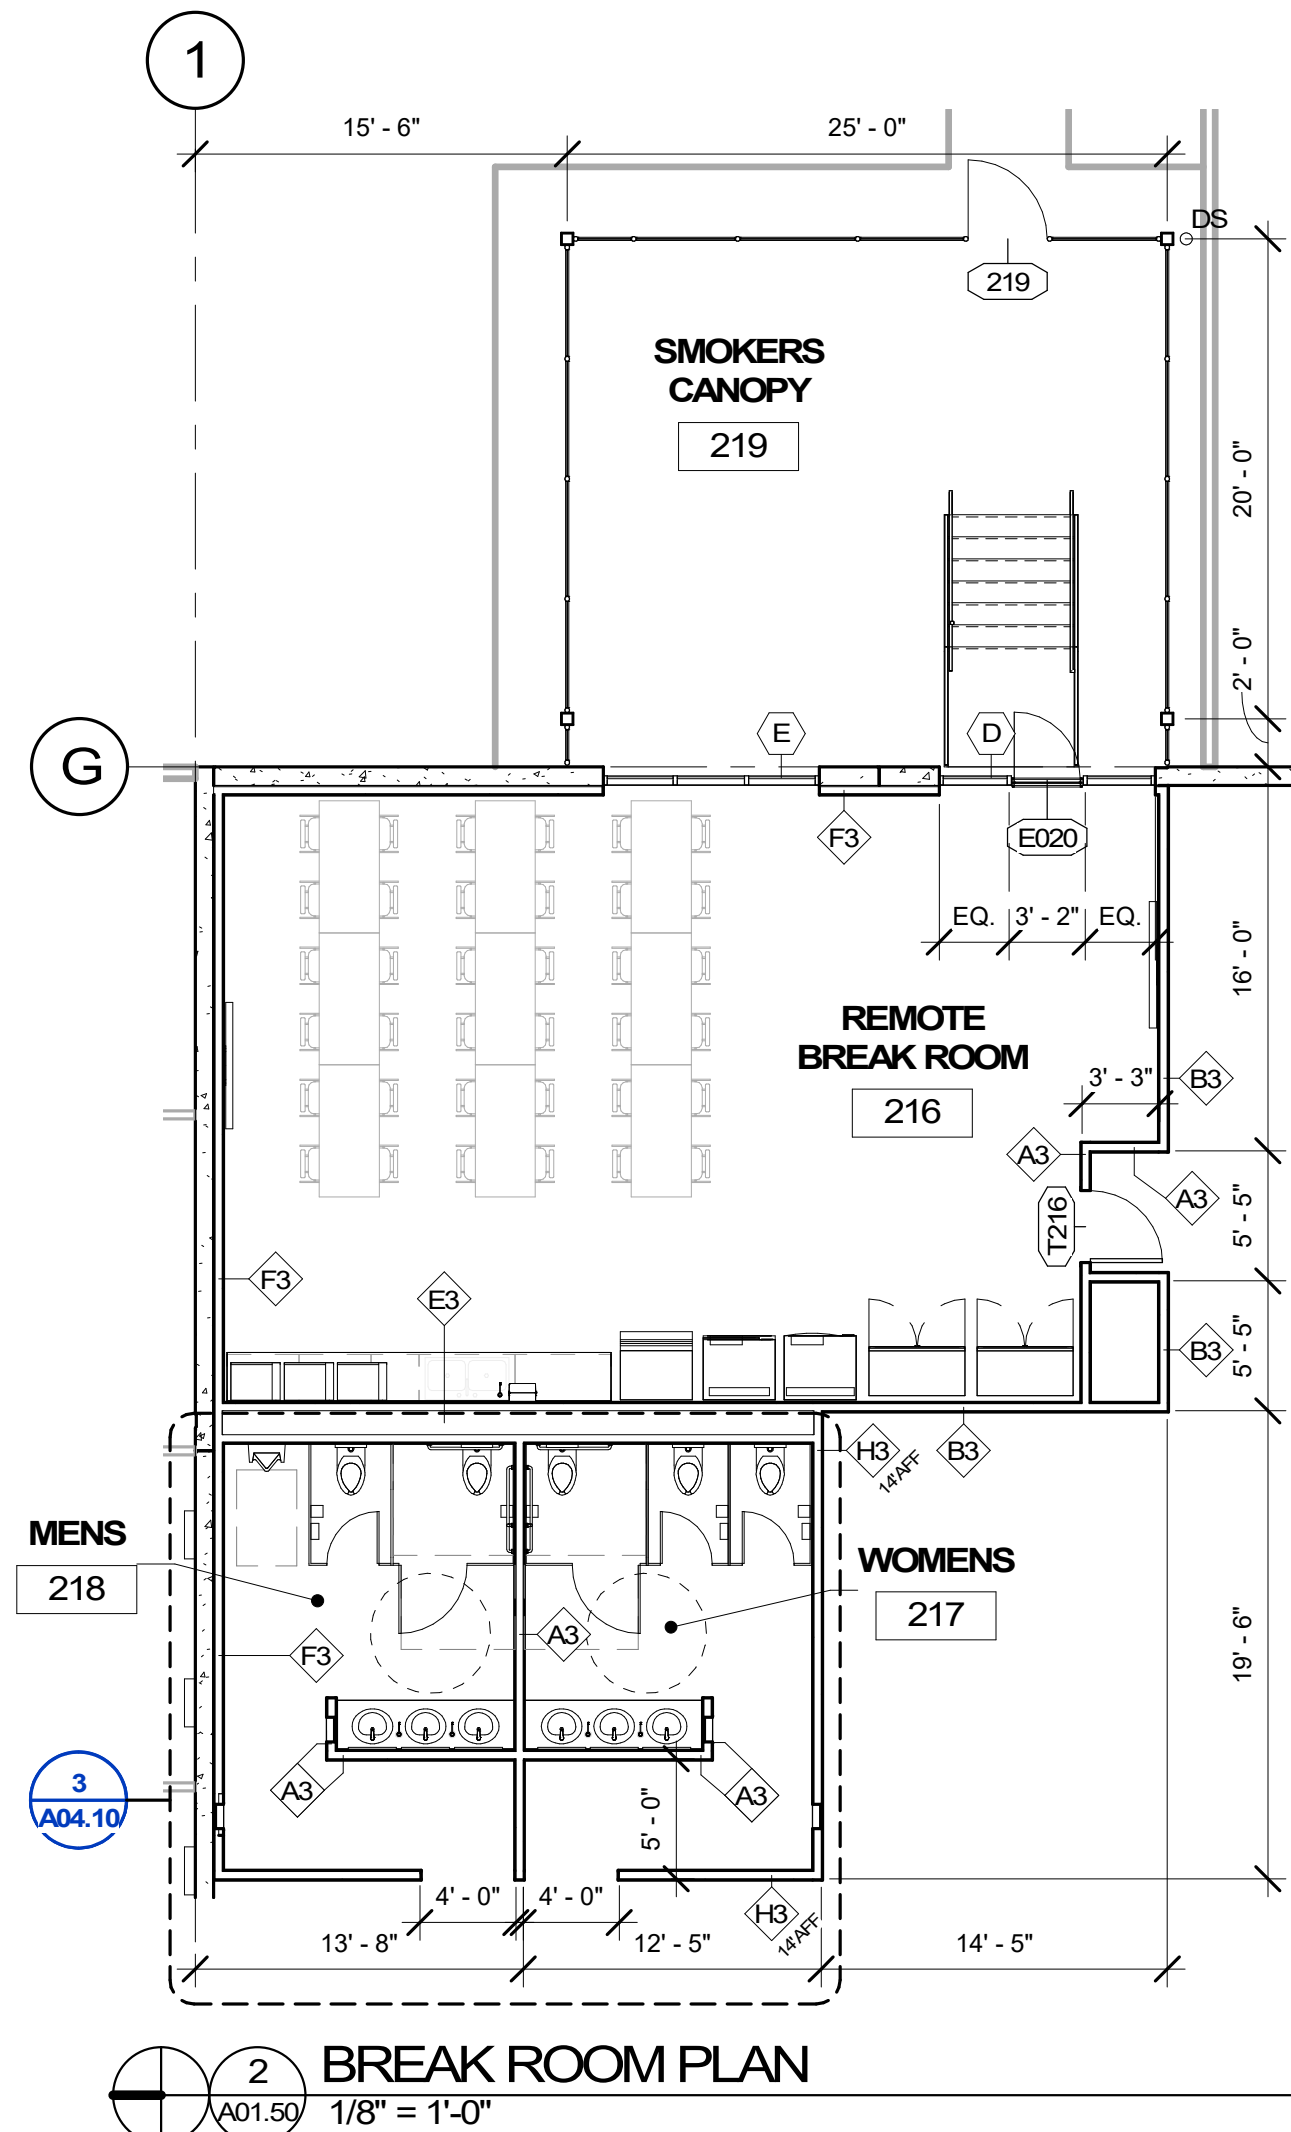 1
15' - 6"
25' - 0"
DS
219
SMOKERS
CANOPY
219
20' - 0"
2' - 0"
E
D
G
F3
E020
EQ.
3' - 2"
EQ.
16' - 0"
REMOTE
BREAK ROOM
216
3' - 3"
B3
A3
A3
T216
5' - 5"
F3
E3
B3
5' - 5"
H3
14'AFF
B3
MENS
218
WOMENS
217
A3
F3
19' - 6"
3
A04.10
A3
A3
5' - 0"
4' - 0"
4' - 0"
H3
14'AFF
13' - 8"
12' - 5"
14' - 5"
2
A01.50
BREAK ROOM PLAN
1/8" = 1'-0"